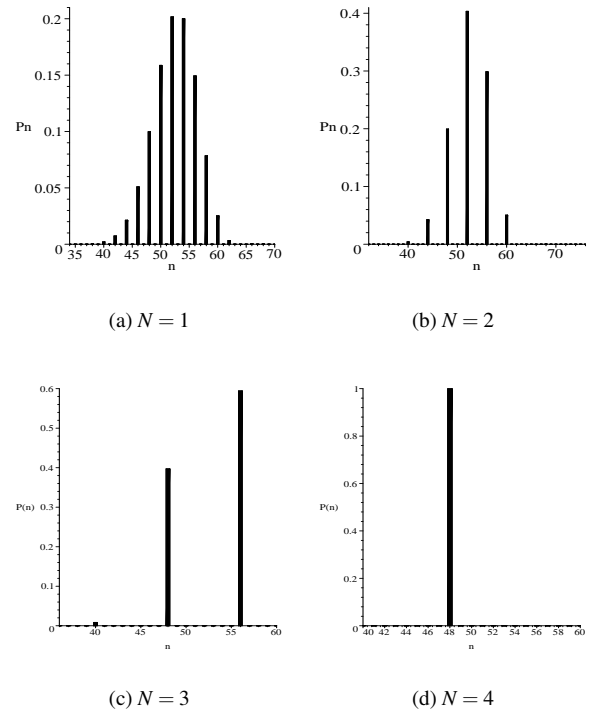 0.2
0.15
Pn 0.1
0.05
0 35 40 45 50 55 60 65 70
n
(a) N = 1
0.4
0.3
Pn 0.2
0.1
0 40 50 60 70
n
(b) N = 2
0.6
0.5
0.4
P(n) 0.3
0.2
0.1
0 40 45 50 55 60
n
(c) N = 3
1
0.8
0.6
P(n)
0.4
0.2
0 40 42 44 46 48 50 52 54 56 58 60
n
(d) N = 4